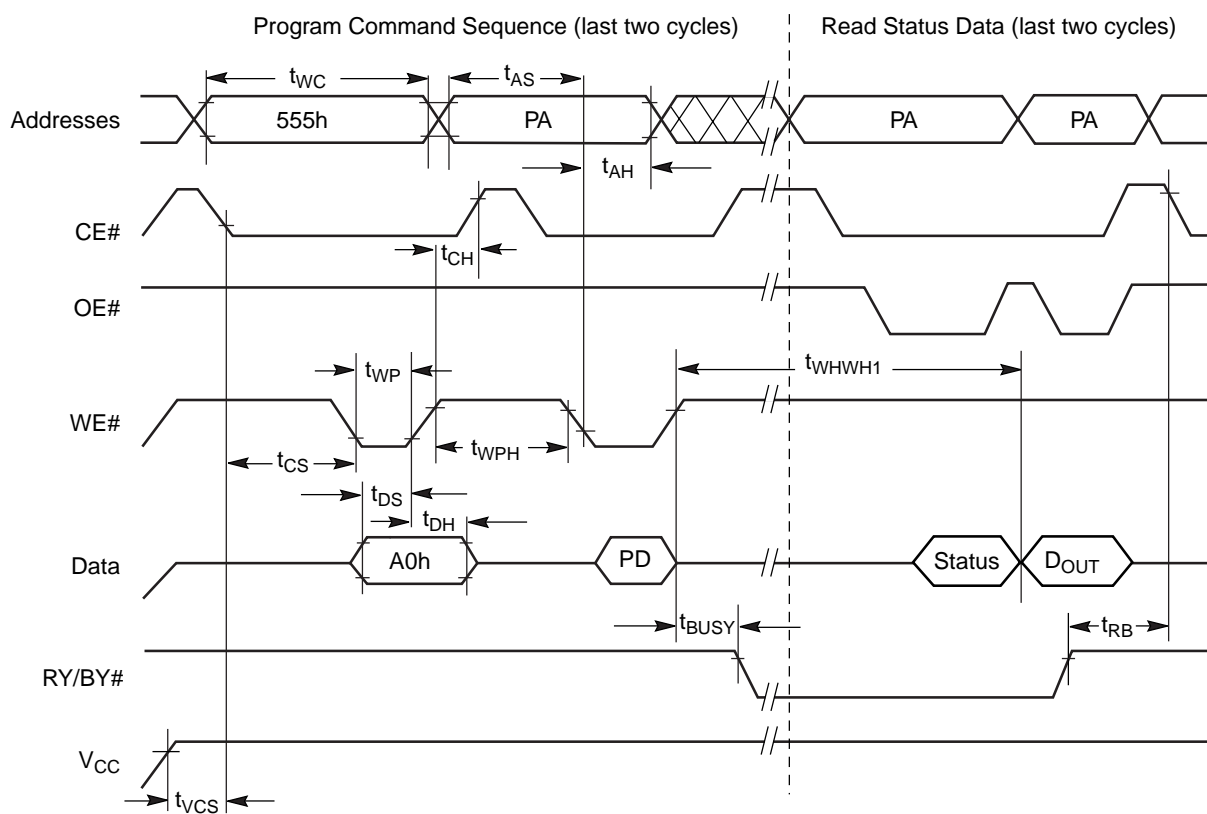 Program Command Sequence (last two cycles)
Read Status Data (last two cycles)
tWC
tAS
Addresses
555h
PA
PA
PA
tAH
CE#
tCH
OE#
tWP
tWHWH1
WE#
tWPH
tCS
tDS
tDH
Data
A0h
PD
Status
DOUT
tBUSY
tRB
RY/BY#
VCC
tVCS